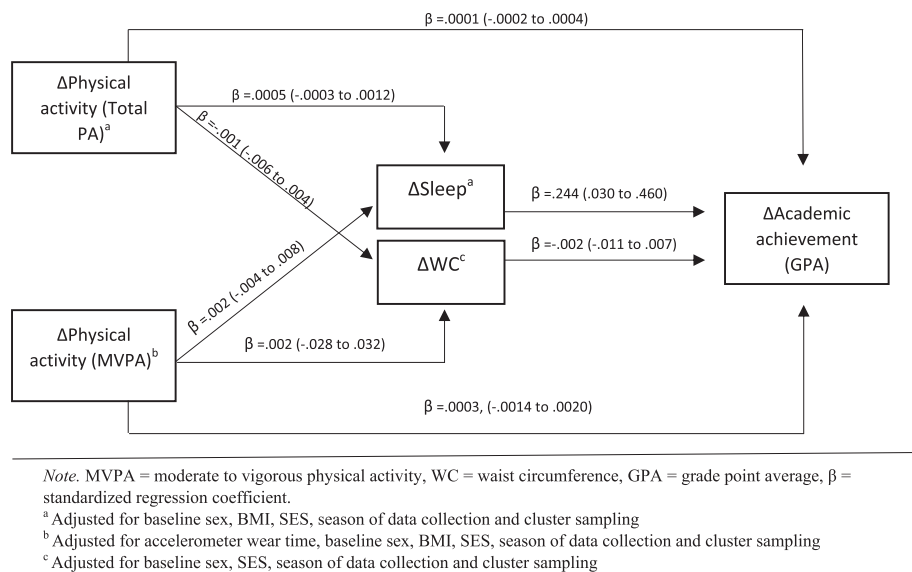 β =.0001 (-.0002 to .0004)
ΔPhysical
activity (Total
PA)ᵃ
β =.0005 (-.0003 to .0012)
β =-.001 (-.006 to .004)
ΔSleepᵃ
β =.244 (.030 to .460)
ΔAcademic
achievement
(GPA)
ΔWCᶜ
β =-.002 (-.011 to .007)
β =.002 (-.004 to .008)
ΔPhysical
activity (MVPA)ᵇ
β =.002 (-.028 to .032)
β =.0003, (-.0014 to .0020)
Note. MVPA = moderate to vigorous physical activity, WC = waist circumference, GPA = grade point average, β =
standardized regression coefficient.
ᵃ Adjusted for baseline sex, BMI, SES, season of data collection and cluster sampling
ᵇ Adjusted for accelerometer wear time, baseline sex, BMI, SES, season of data collection and cluster sampling
ᶜ Adjusted for baseline sex, SES, season of data collection and cluster sampling